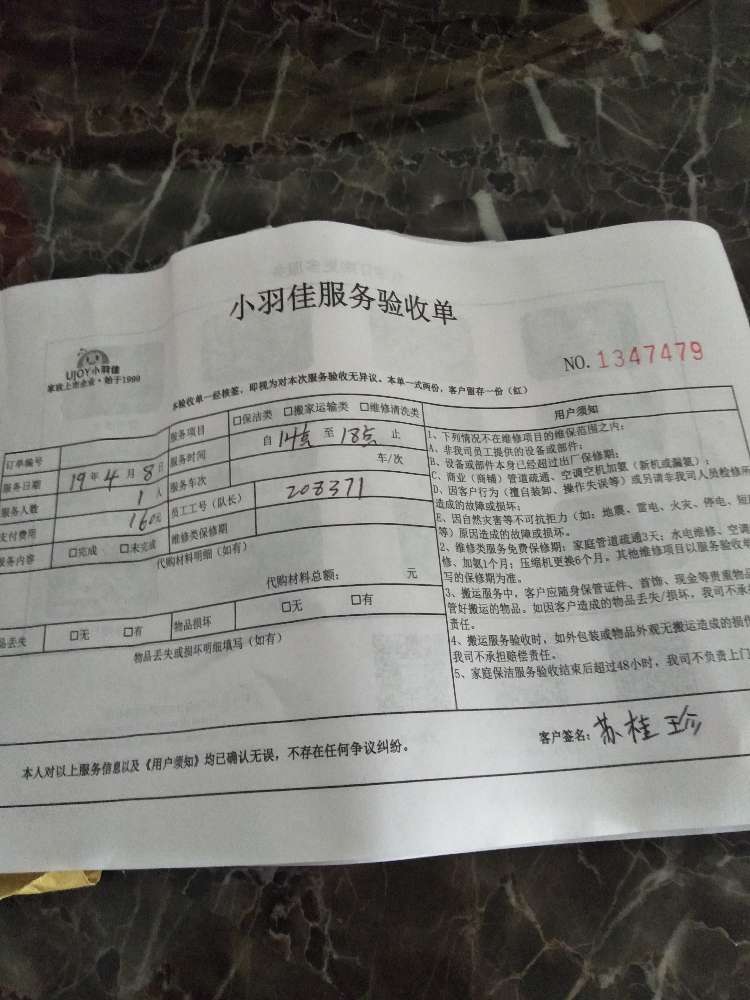 小羽佳服务验收单
UJOY小羽佳
家政上市企业·始于1999
NO.1347479
本验收单一经核签，即视为对本次服务验收无异议。本单一式两份，客户留存一份（红）
订单编号
服务项目 □保洁类 □搬家运输类 □维修清洗类
服务日期 19年4月8日 服务时间 自 14点 至 18点 止
服务人数 1 人 服务车次 车/次
支付费用 160元 员工工号（队长） 208371
服务内容 □完成 □未完成 维修类保修期
代购材料明细（如有）
代购材料总额： 元
品丢失 □无 □有 物品损坏 □无 □有
物品丢失或损坏明细填写（如有）
用户须知
1、下列情况不在维修项目的维保范围之内：
A、非我司员工提供的设备或部件；
B、设备或部件本身已经超过出厂保修期；
C、商业（商铺）管道疏通、空调空机加氨（新机或漏氨）；
D、因客户行为（擅自装卸、操作失误等）或另请非我司人员检修所
造成的故障或损坏；
E、因自然灾害等不可抗拒力（如：地震、雷电、火灾、停电、短
等）原因造成的故障或损坏。
2、维修类服务免费保修期：家庭管道疏通3天；水电维修、空调
修、加氨1个月；压缩机更换6个月。其他维修项目以服务验收单
写的保修期为准。
3、搬运服务中，客户应随身保管证件、首饰、现金等贵重物品
管好搬运的物品。如因客户造成的物品丢失/损坏，我司不承
责任。
4、搬运服务验收时，如外包装或物品外观无搬运造成的损
我司不承担赔偿责任。
5、家庭保洁服务验收结束后超过48小时，我司不负责上门
本人对以上服务信息以及《用户须知》均已确认无误，不存在任何争议纠纷。
客户签名：苏桂珍